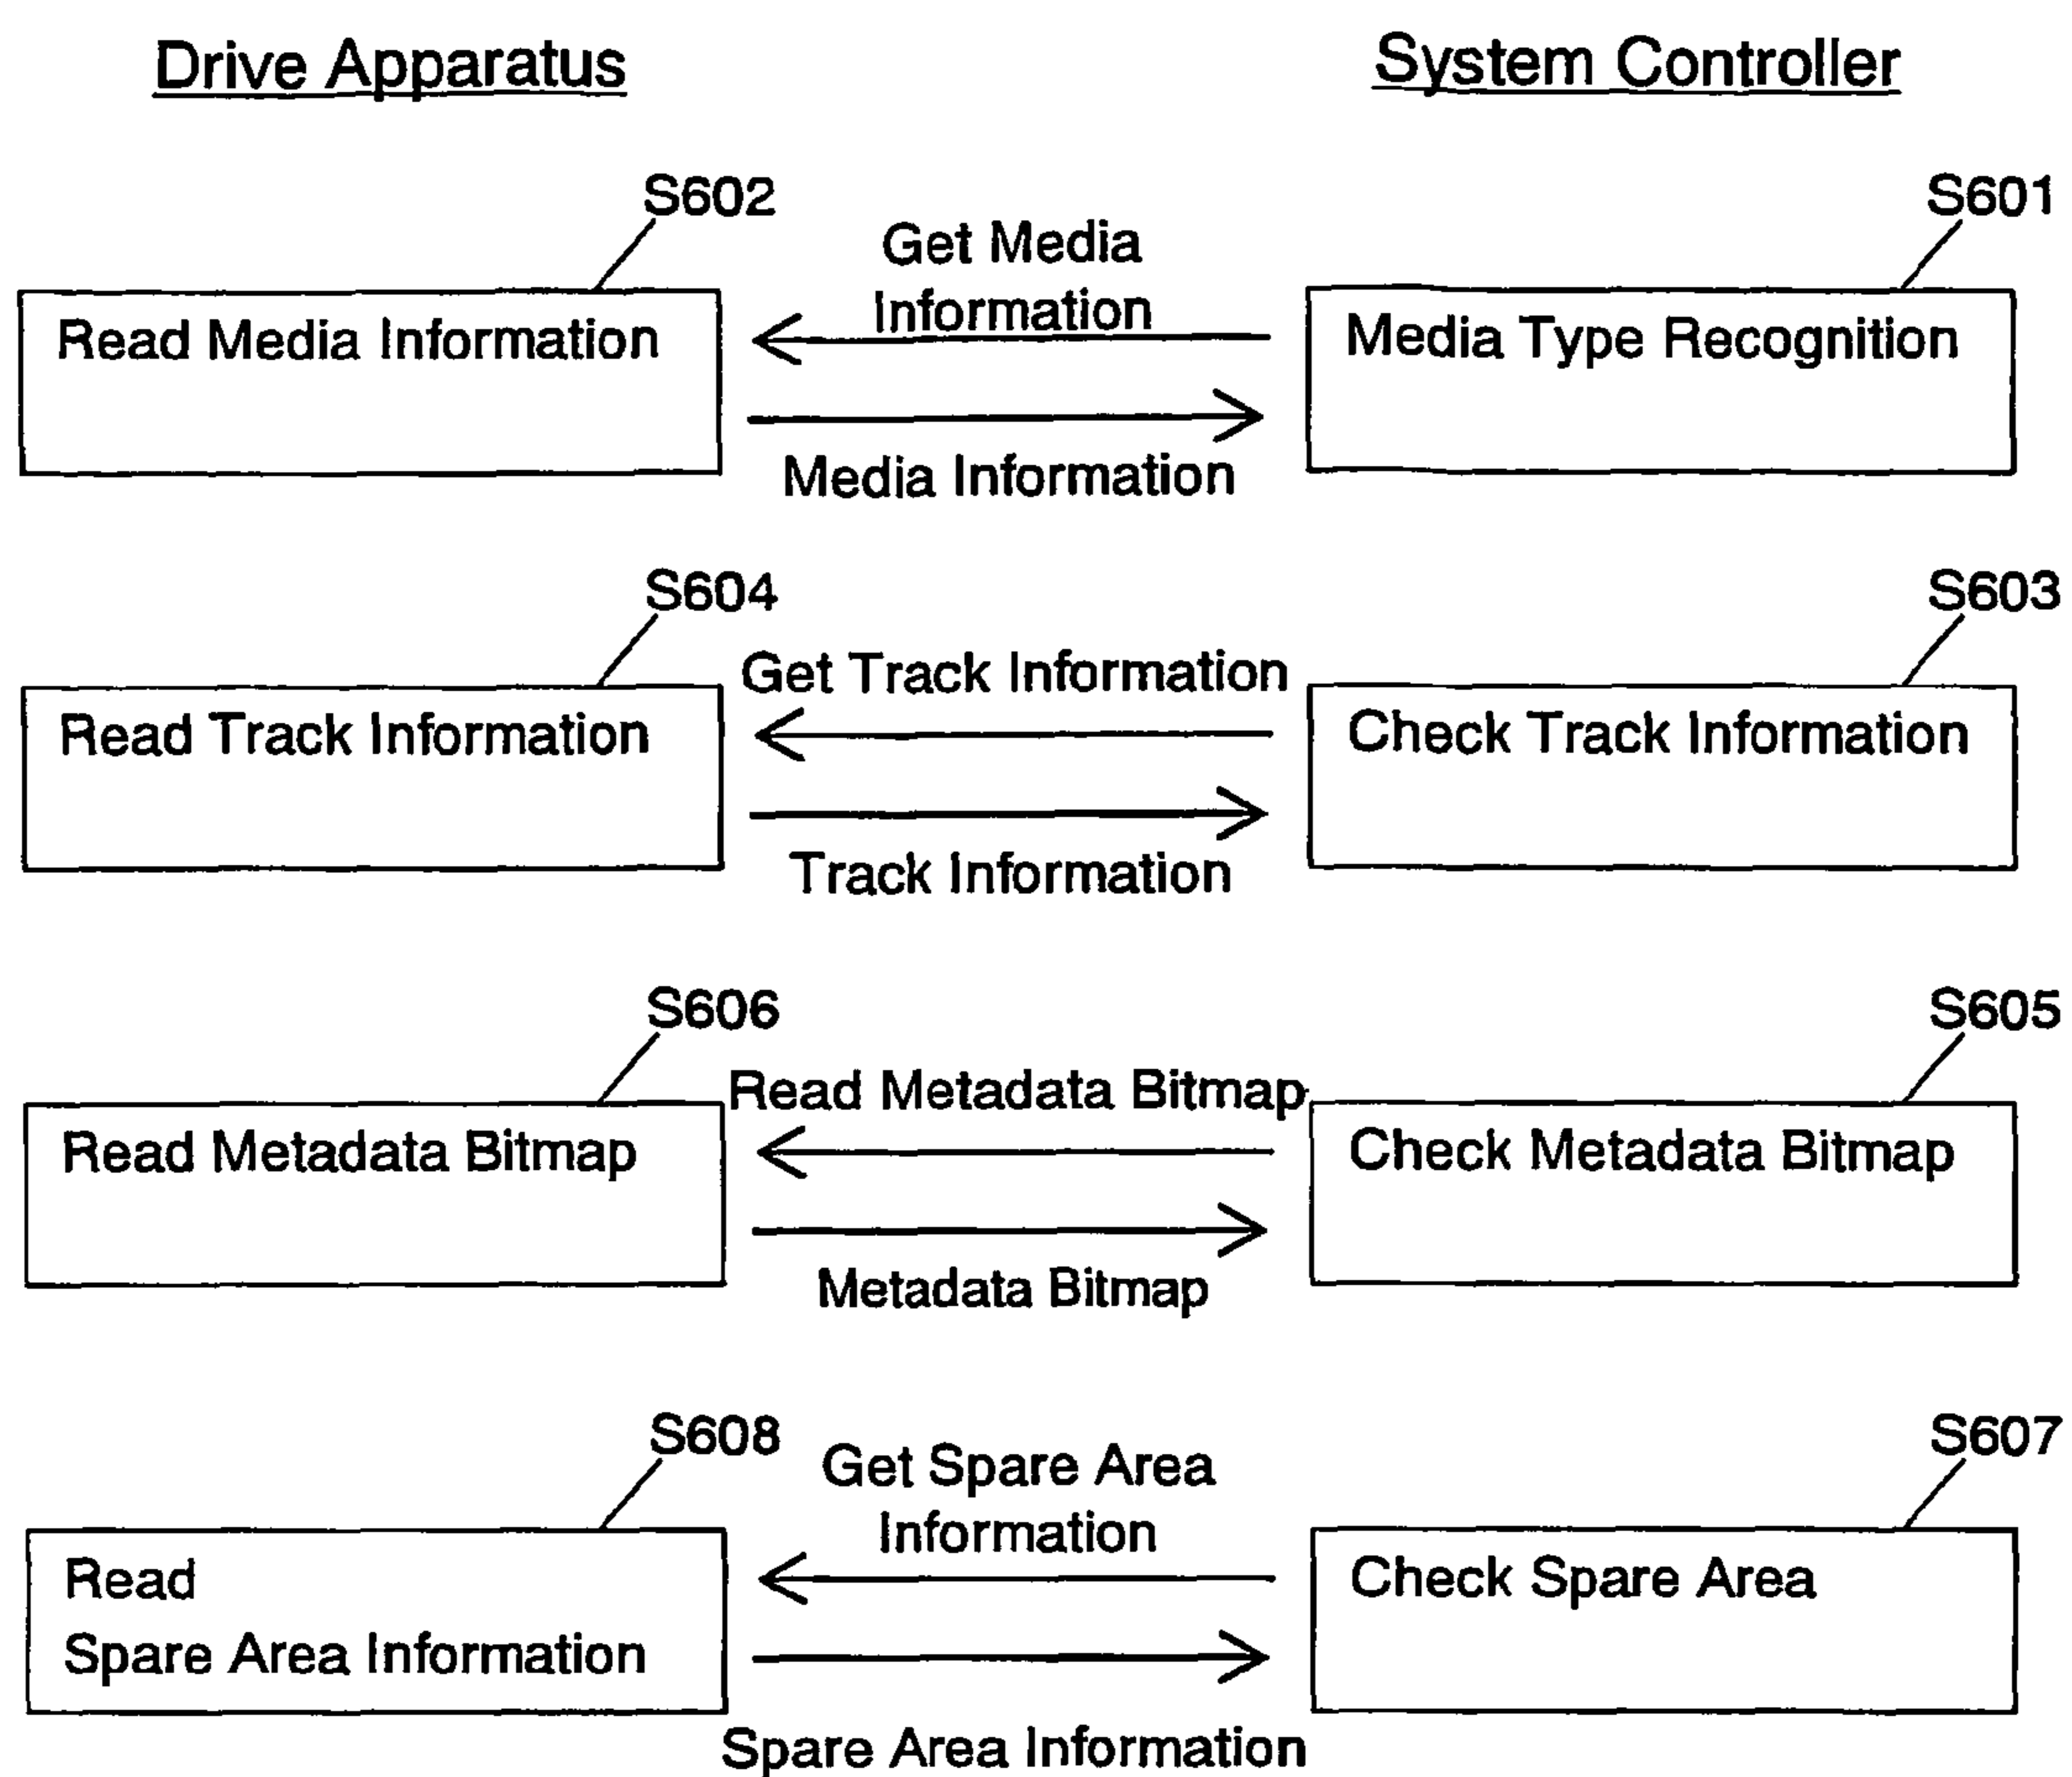 Drive Apparatus
System Controller
S602
S601
Get Media
Information
Read Media Information
Media Type Recognition
Media Information
S604
S603
Get Track Information
Read Track Information
Check Track Information
Track Information
S606
S605
Read Metadata Bitmap
Read Metadata Bitmap
Check Metadata Bitmap
Metadata Bitmap
S608
S607
Get Spare Area
Information
Read
Spare Area Information
Check Spare Area
Spare Area Information